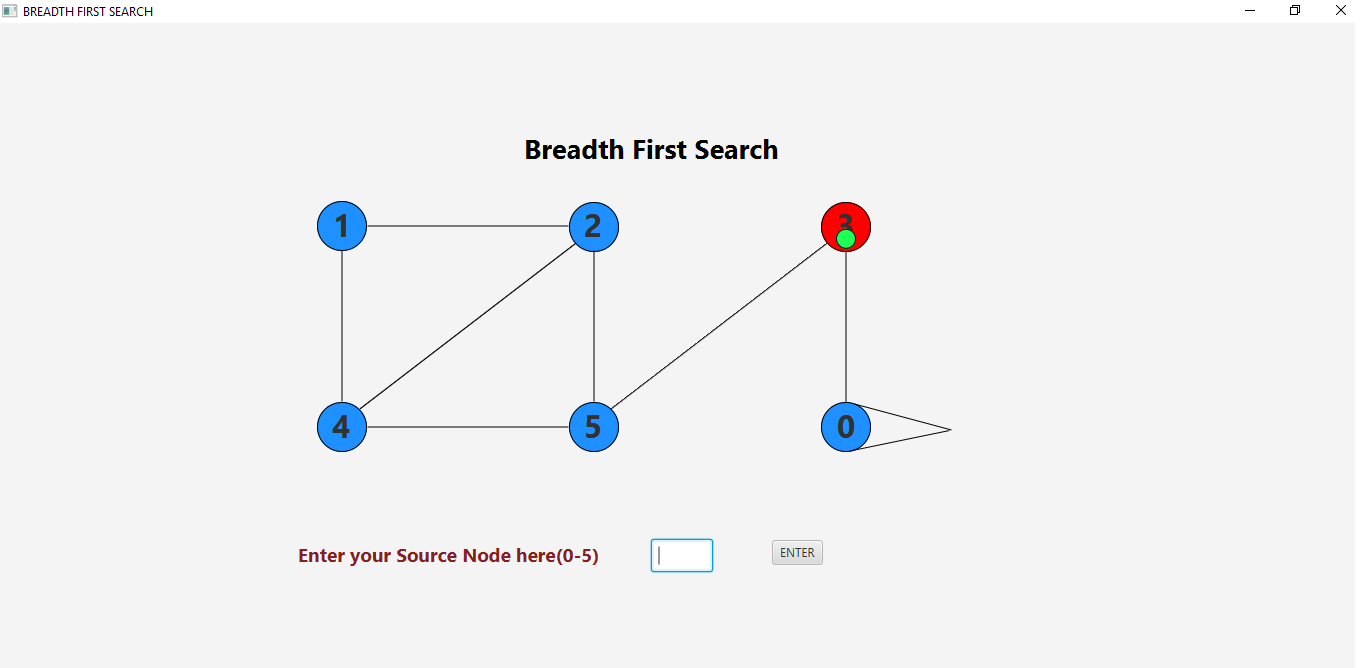 BREADTH FIRST SEARCH
Breadth First Search
1 2 3
4 5 0
Enter your Source Node here(0-5) ENTER